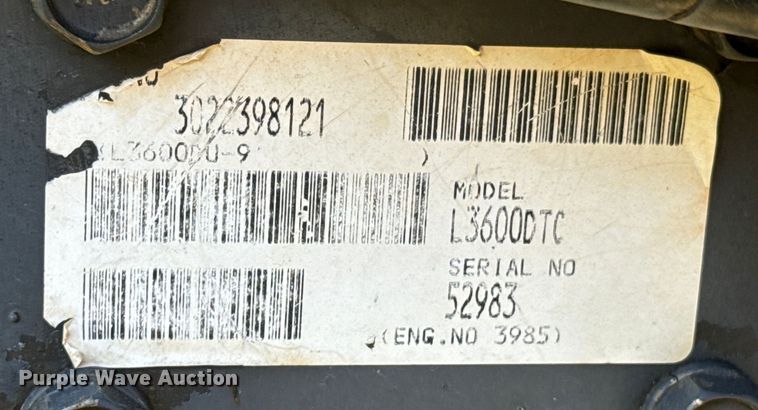 3022398121
(L3600DU-9 )
MODEL
L3600DTC
SERIAL NO
52983
(ENG.NO 3985)
Purple Wave Auction